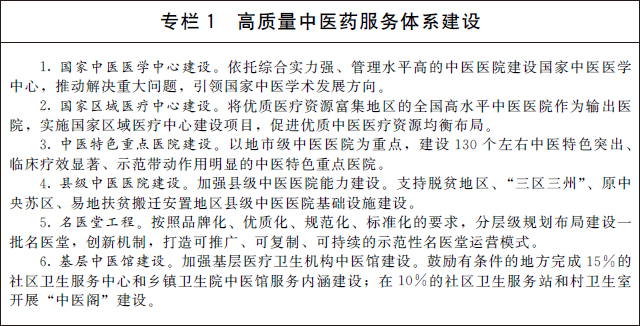 专栏 1 高质量中医药服务体系建设
1. 国家中医医学中心建设。依托综合实力强、管理水平高的中医医院建设国家中医医学
中心，推动解决重大问题，引领国家中医学术发展方向。
2. 国家区域医疗中心建设。将优质医疗资源富集地区的全国高水平中医医院作为输出医
院，实施国家区域医疗中心建设项目，促进优质中医医疗资源均衡布局。
3. 中医特色重点医院建设。以地市级中医医院为重点，建设 130 个左右中医特色突出、
临床疗效显著、示范带动作用明显的中医特色重点医院。
4. 县级中医医院建设。加强县级中医医院能力建设。支持脱贫地区、“三区三州”、原中
央苏区、易地扶贫搬迁安置地区县级中医医院基础设施建设。
5. 名医堂工程。按照品牌化、优质化、规范化、标准化的要求，分层级规划布局建设一
批名医堂，创新机制，打造可推广、可复制、可持续的示范性名医堂运营模式。
6. 基层中医馆建设。加强基层医疗卫生机构中医馆建设。鼓励有条件的地方完成 15%的
社区卫生服务中心和乡镇卫生院中医馆服务内涵建设；在 10%的社区卫生服务站和村卫生室
开展“中医阁”建设。